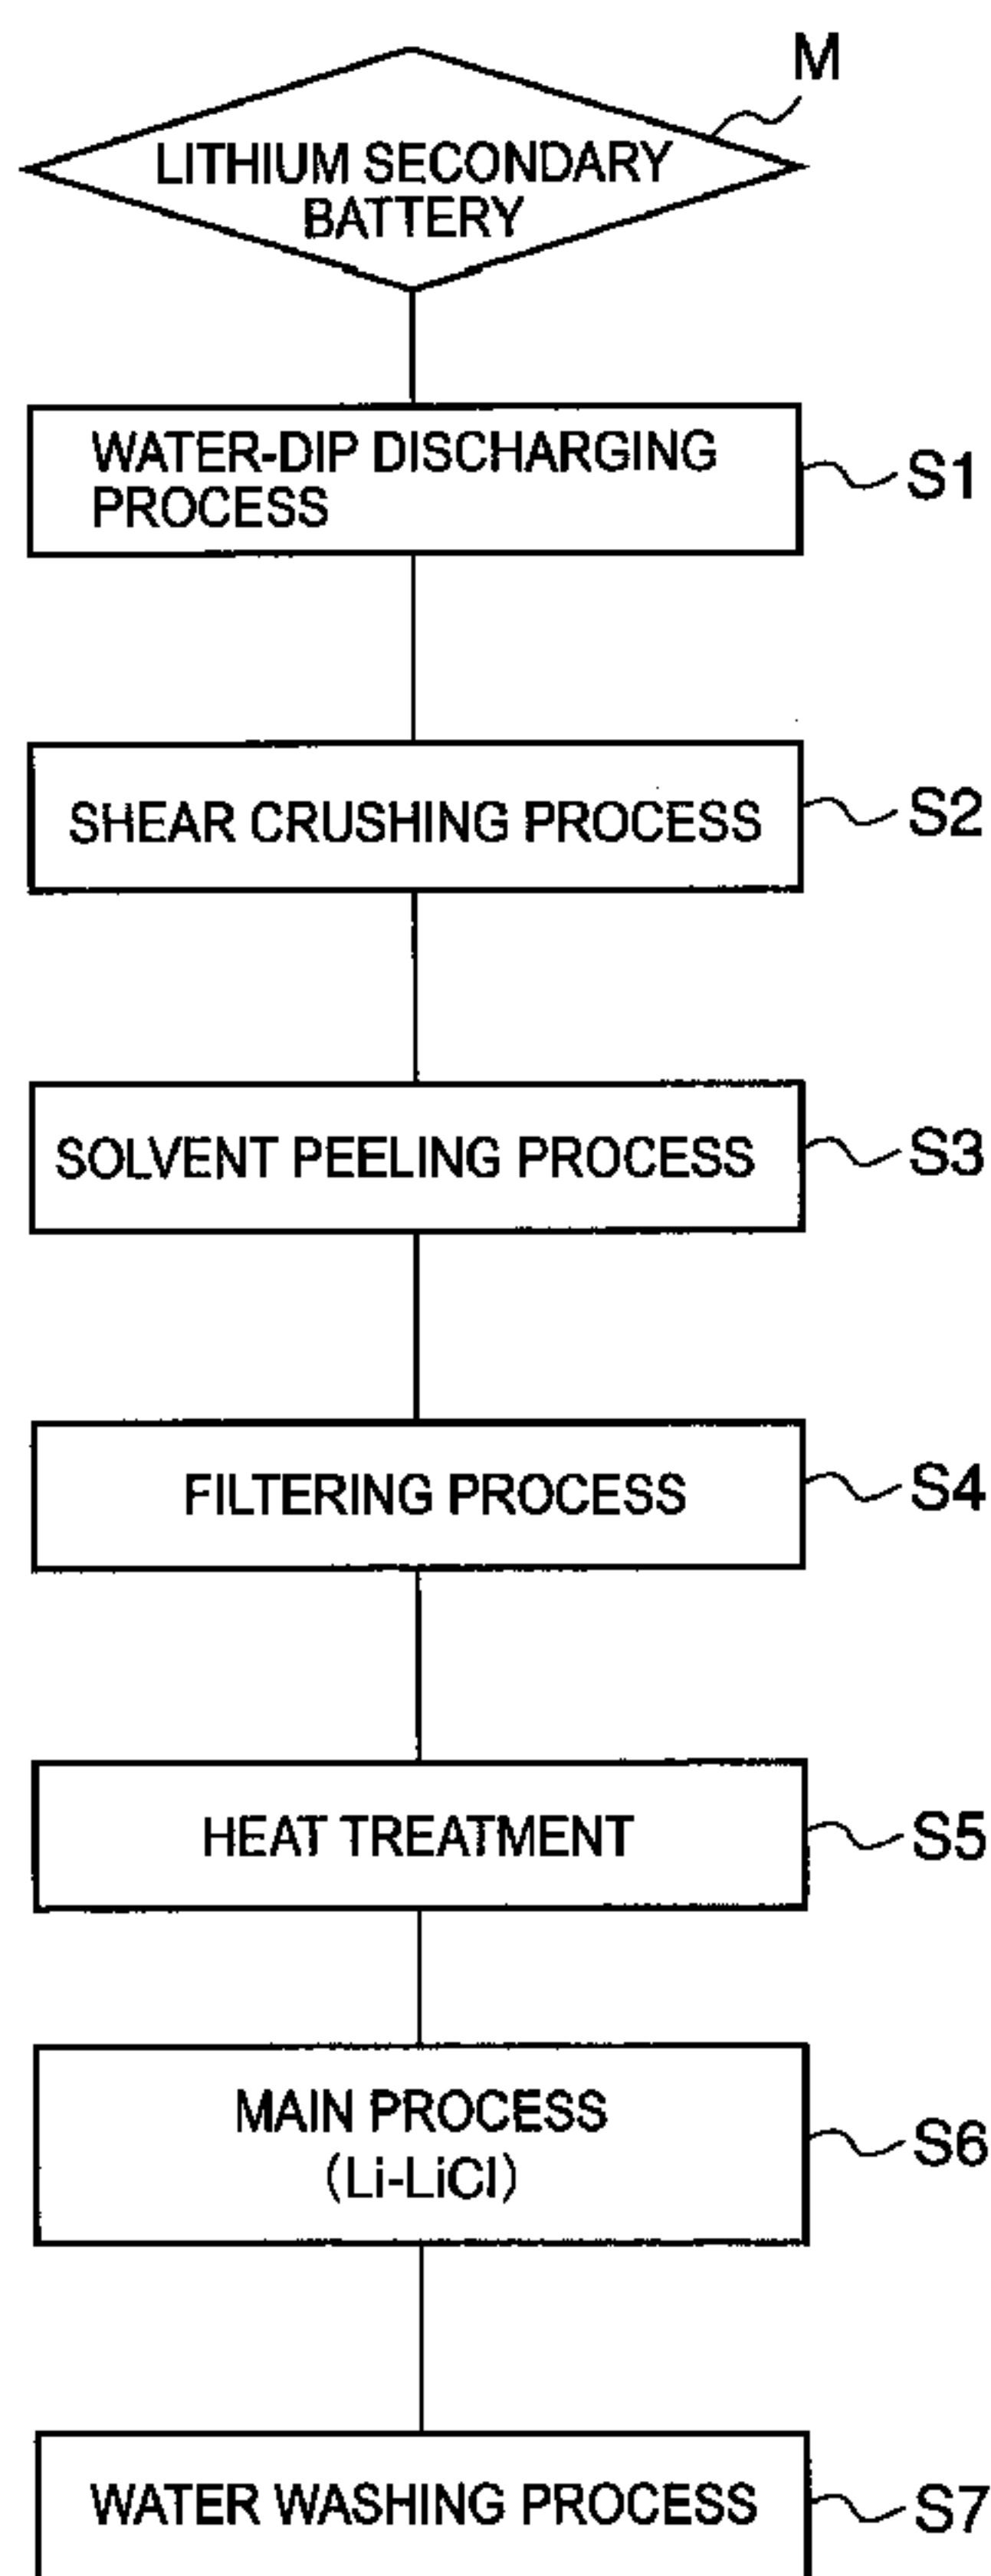 M
LITHIUM SECONDARY
BATTERY
WATER-DIP DISCHARGING
PROCESS
S1
SHEAR CRUSHING PROCESS
S2
SOLVENT PEELING PROCESS
S3
FILTERING PROCESS
S4
HEAT TREATMENT
S5
MAIN PROCESS
(Li-LiCl)
S6
WATER WASHING PROCESS
S7